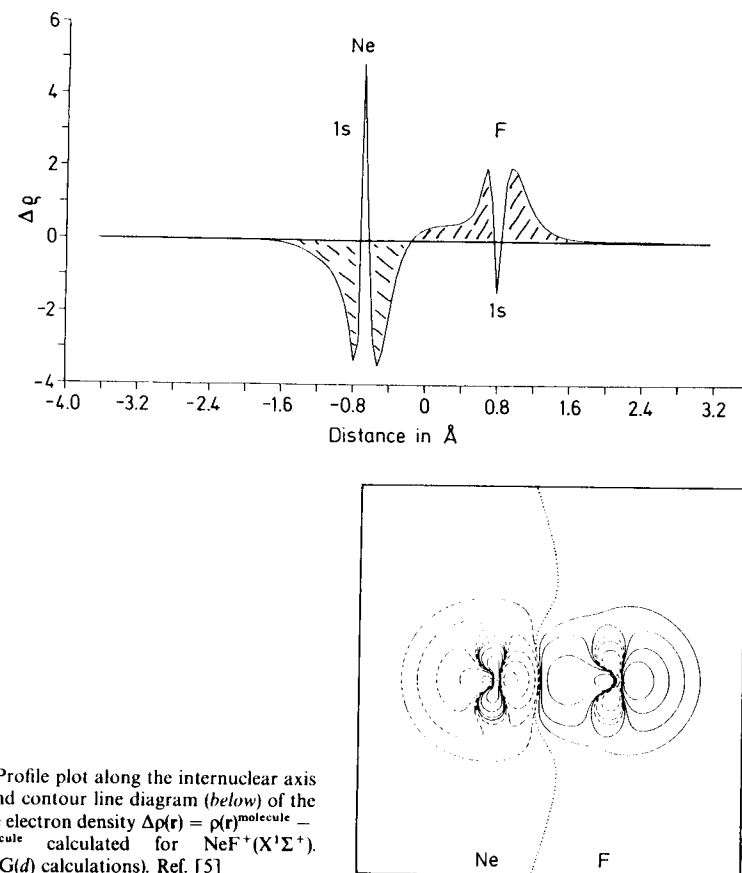 6
Ne
4
1s
F
2
Δρ
0
1s
−2
−4
−4.0 −3.2 −2.4 −1.6 −0.8 0 0.8 1.6 2.4 3.2
Distance in Å
Profile plot along the internuclear axis
nd contour line diagram (below) of the
electron density Δρ(r) = ρ(r)^molecule −
calculated for NeF⁺(X¹Σ⁺).
G(d) calculations). Ref. [5]
Ne F